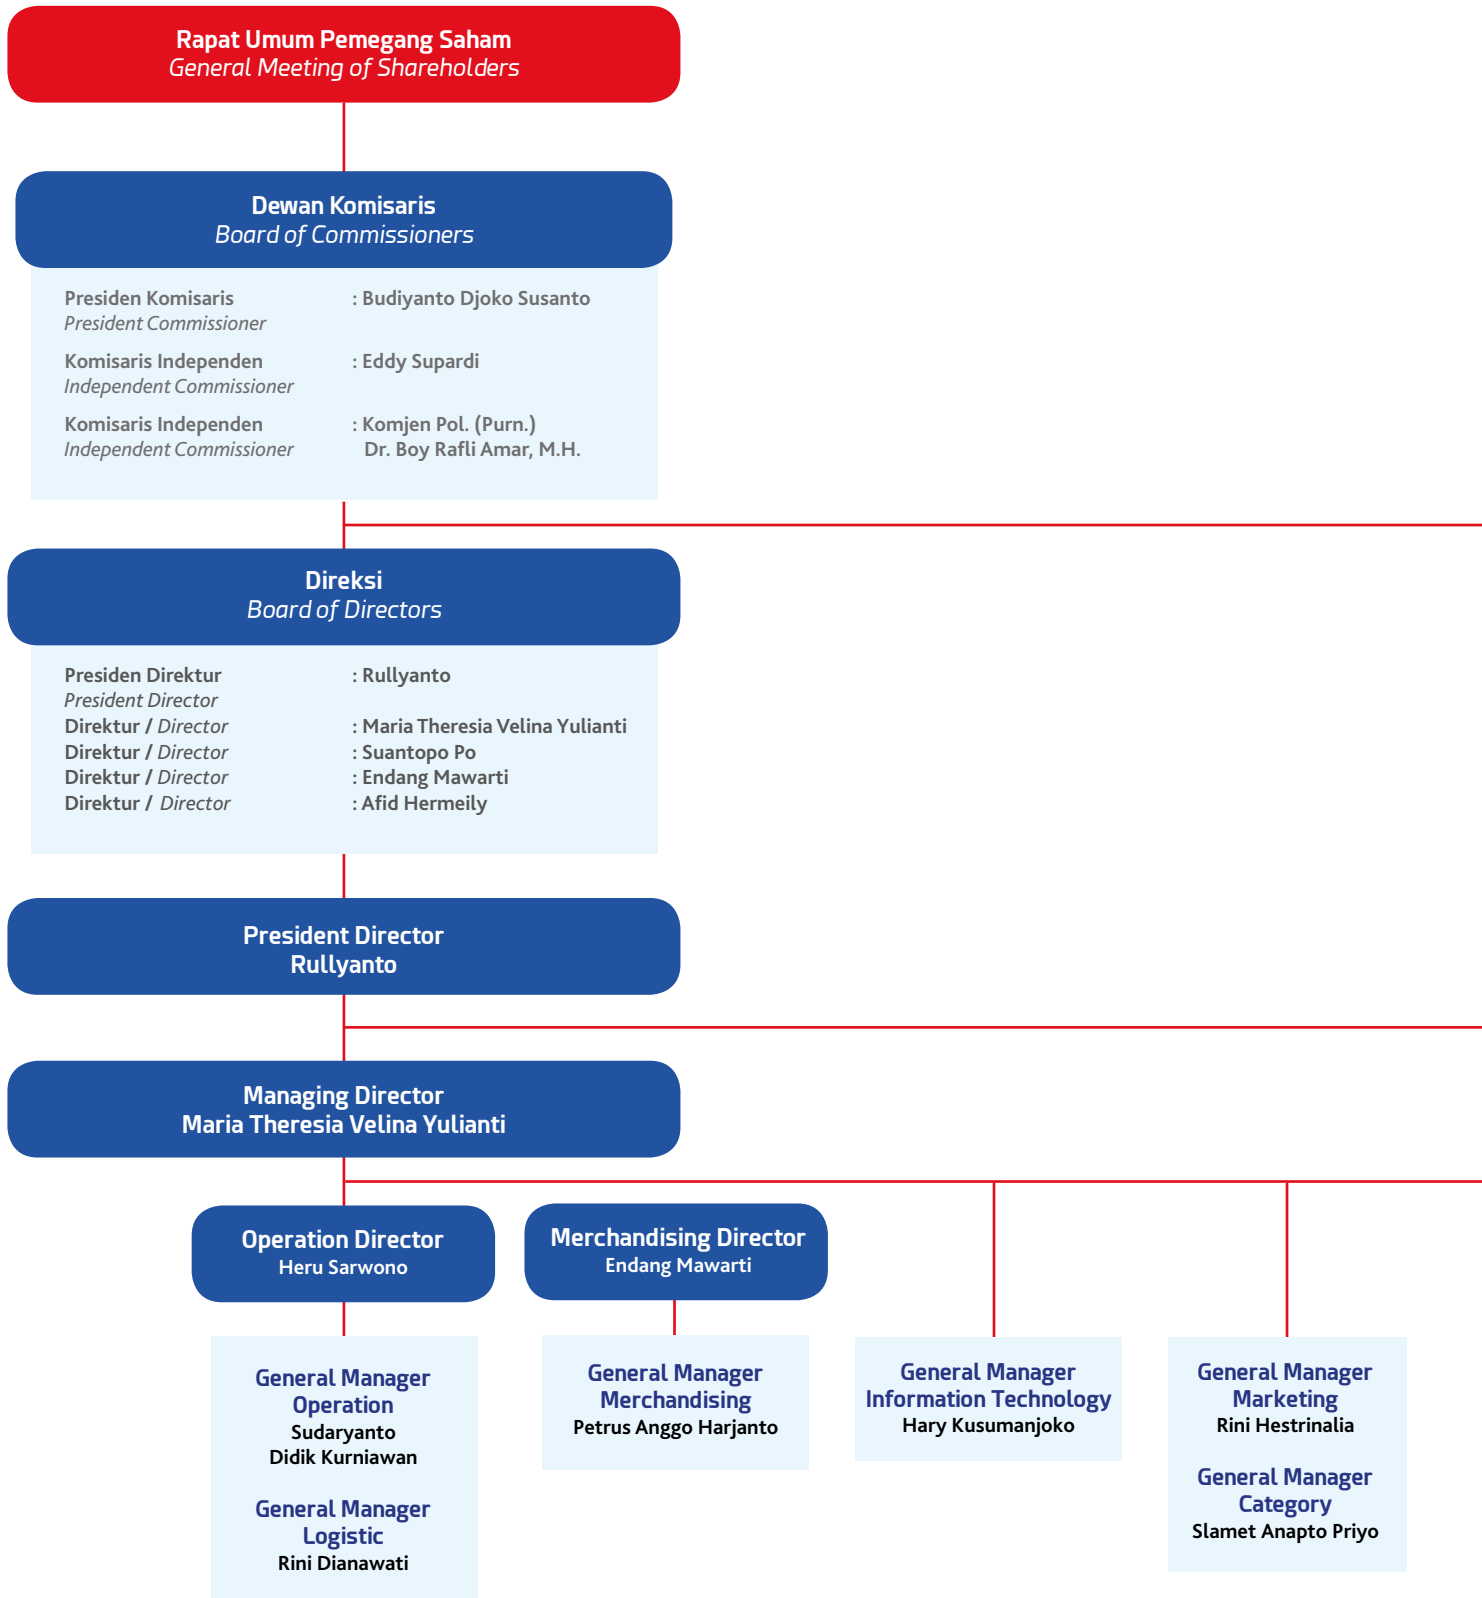 Rapat Umum Pemegang Saham
General Meeting of Shareholders
Dewan Komisaris
Board of Commissioners
Presiden Komisaris : Budiyanto Djoko Susanto
President Commissioner
Komisaris Independen : Eddy Supardi
Independent Commissioner
Komisaris Independen : Komjen Pol. (Purn.)
Independent Commissioner Dr. Boy Rafli Amar, M.H.
Direksi
Board of Directors
Presiden Direktur : Rullyanto
President Director
Direktur / Director : Maria Theresia Velina Yulianti
Direktur / Director : Suantopo Po
Direktur / Director : Endang Mawarti
Direktur / Director : Afid Hermeily
President Director
Rullyanto
Managing Director
Maria Theresia Velina Yulianti
Operation Director
Heru Sarwono
Merchandising Director
Endang Mawarti
General Manager
Operation
Sudaryanto
Didik Kurniawan
General Manager
Logistic
Rini Dianawati
General Manager
Merchandising
Petrus Anggo Harjanto
General Manager
Information Technology
Hary Kusumanjoko
General Manager
Marketing
Rini Hestrinalia
General Manager
Category
Slamet Anapto Priyo